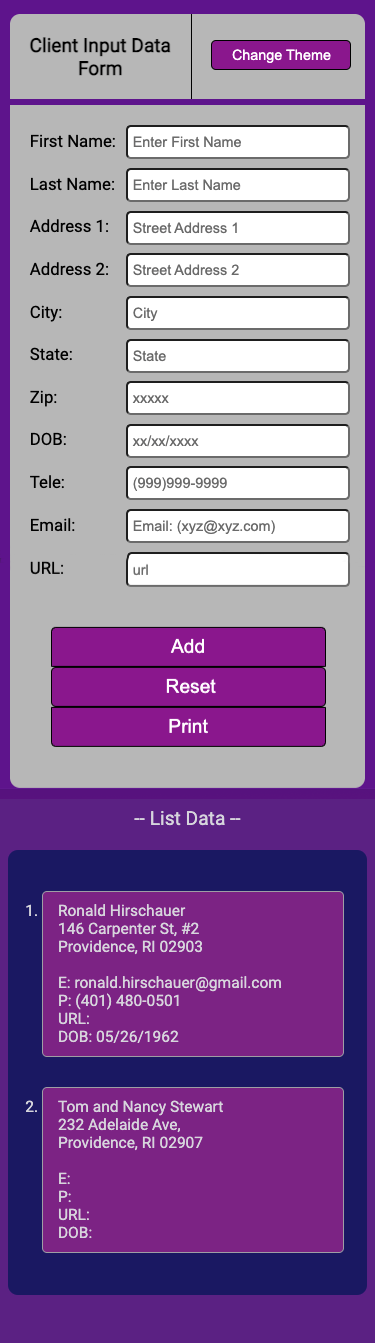 Client Input Data
Form
Change Theme
First Name: Enter First Name
Last Name: Enter Last Name
Address 1: Street Address 1
Address 2: Street Address 2
City: City
State: State
Zip: xxxxx
DOB: xx/xx/xxxx
Tele: (999)999-9999
Email: Email: (xyz@xyz.com)
URL: url
Add
Reset
Print
-- List Data --
1. Ronald Hirschauer
146 Carpenter St, #2
Providence, RI 02903
E: ronald.hirschauer@gmail.com
P: (401) 480-0501
URL:
DOB: 05/26/1962
2. Tom and Nancy Stewart
232 Adelaide Ave,
Providence, RI 02907
E:
P:
URL:
DOB: